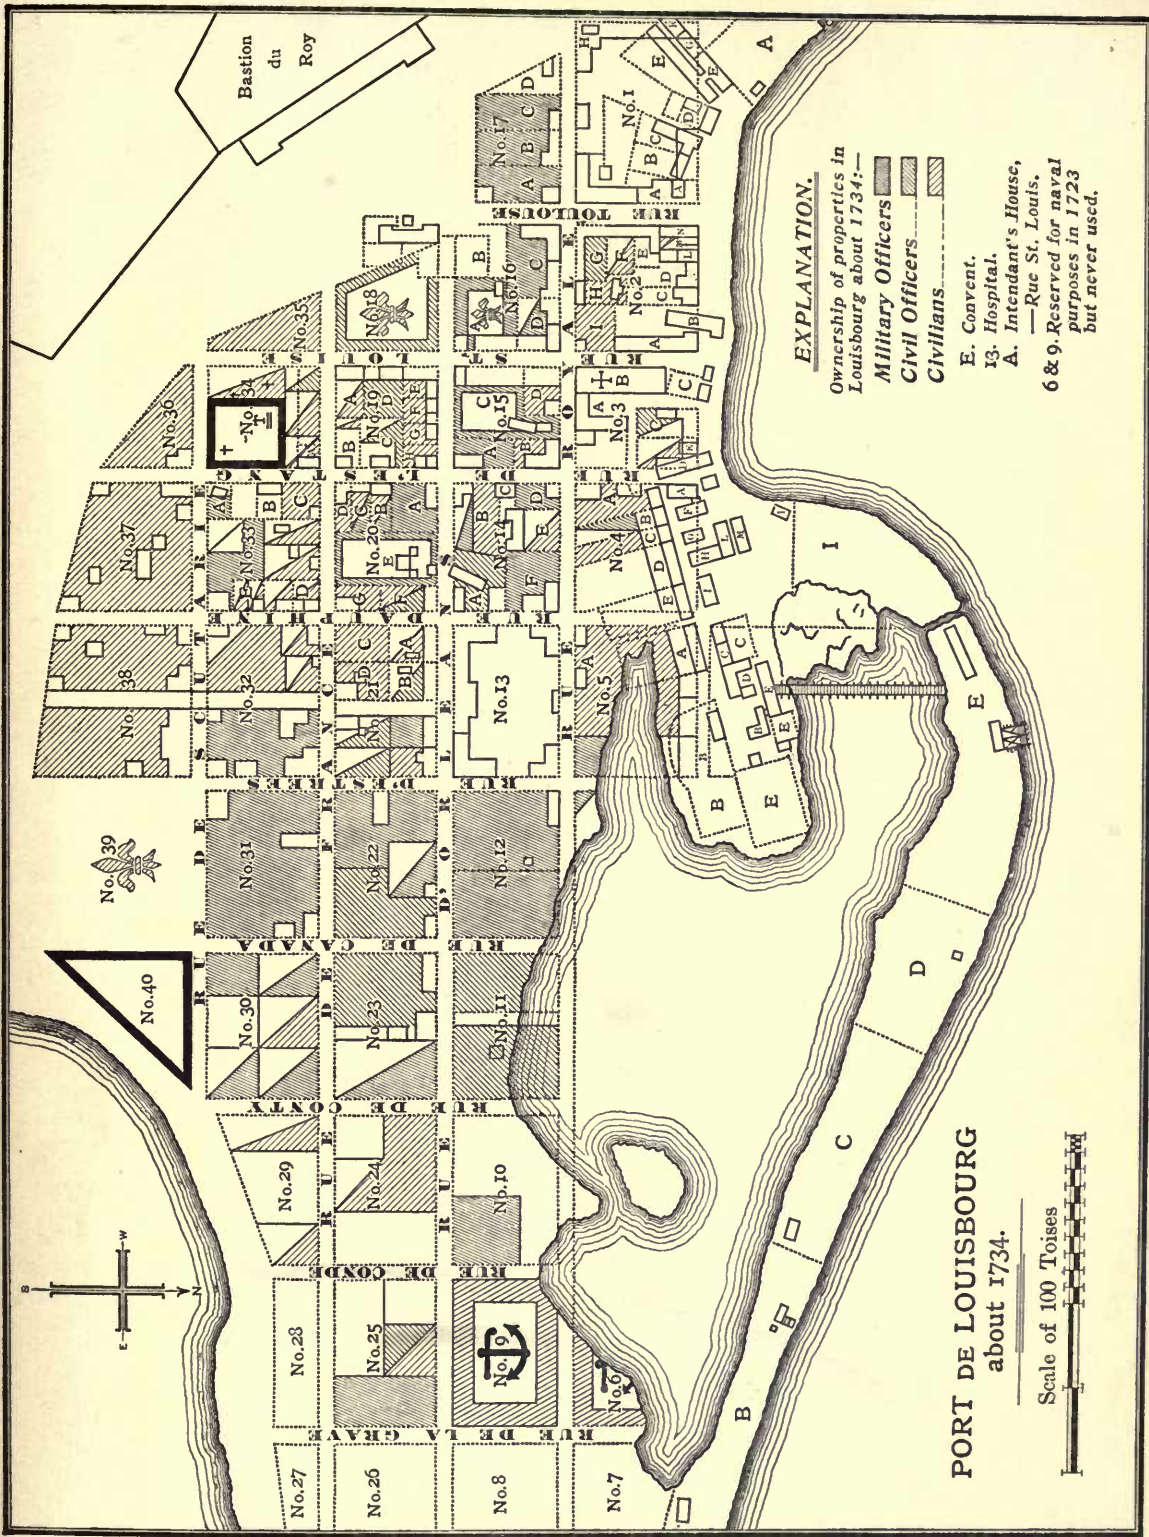 Bastion
du
Roy
EXPLANATION.
Ownership of properties in
Louisbourg about 1734:—
Military Officers
Civil Officers
Civilians
E. Convent.
13. Hospital.
A. Intendant's House,
—Rue St. Louis.
6 & 9. Reserved for naval
purposes in 1723
but never used.
PORT DE LOUISBOURG
about 1734.
Scale of 100 Toises
S
W
N
E
RUE DE SCUTARIE
RUE DE FRANCE
RUE D'ORLEANS
RUE ROYALLE
RUE TOULOUSE
RUE ST. LOUISE
RUE DE L'ESTANG
RUE DAUPHINE
RUE D'ESTREES
RUE DE CANADA
RUE DE CONTY
RUE DE CONDE
RUE DE LA GRAVE
No.1
No.2
No.3
No.4
No.5
No.6
No.7
No.8
No.9
No.10
No.11
No.12
No.13
No.14
No.15
No.16
No.17
No.18
No.19
No.20
No.21
No.22
No.23
No.24
No.25
No.26
No.27
No.28
No.29
No.30
No.31
No.32
No.33
No.34
No.35
No.36
No.37
No.38
No.39
No.40
A
B
C
D
E
I